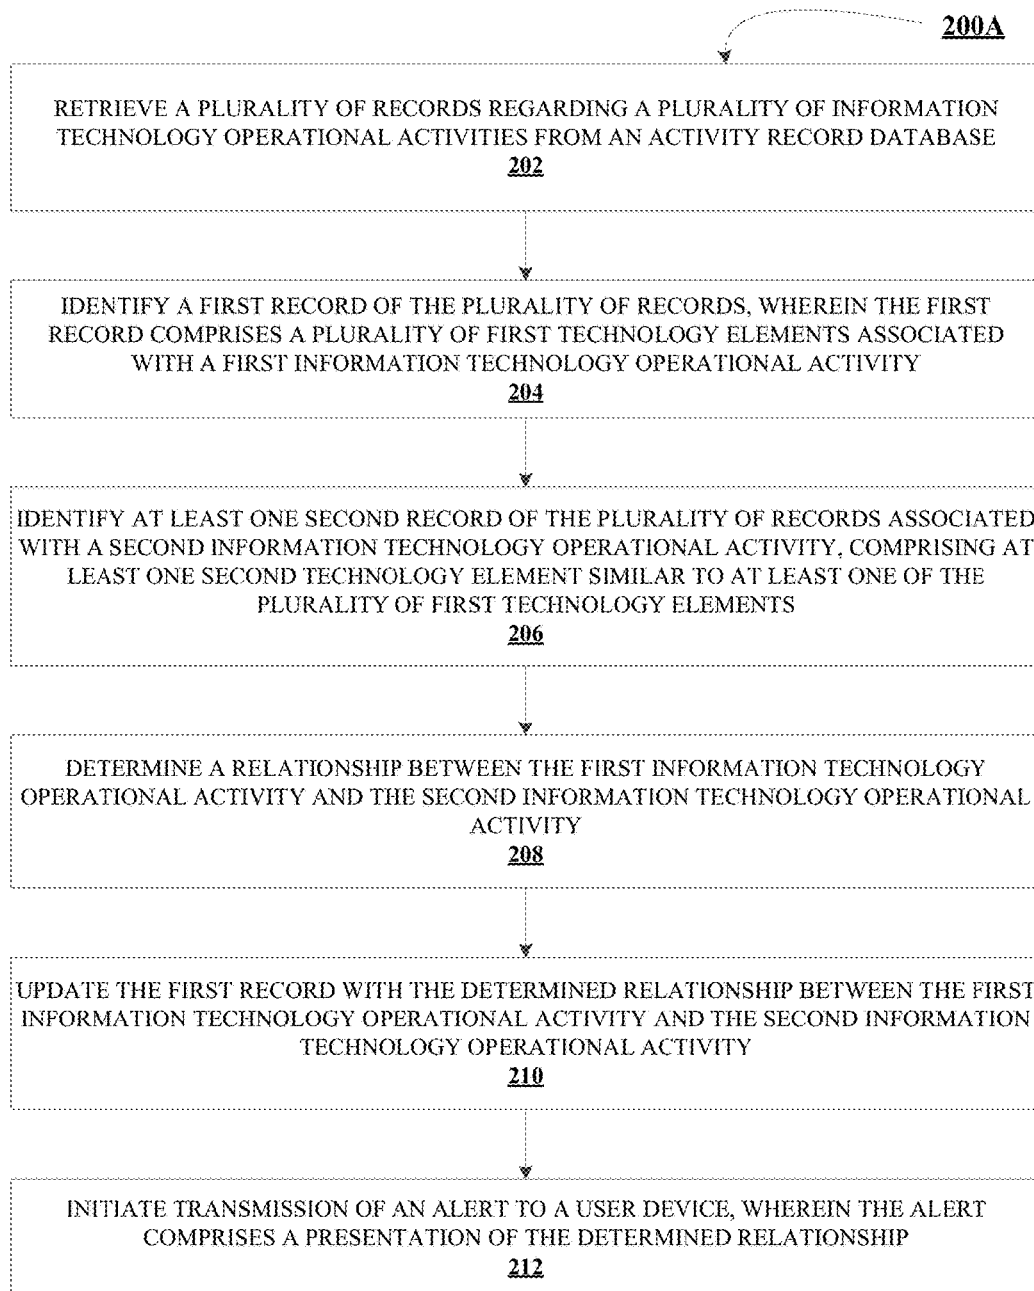 200A
RETRIEVE A PLURALITY OF RECORDS REGARDING A PLURALITY OF INFORMATION
TECHNOLOGY OPERATIONAL ACTIVITIES FROM AN ACTIVITY RECORD DATABASE
202
IDENTIFY A FIRST RECORD OF THE PLURALITY OF RECORDS, WHEREIN THE FIRST
RECORD COMPRISES A PLURALITY OF FIRST TECHNOLOGY ELEMENTS ASSOCIATED
WITH A FIRST INFORMATION TECHNOLOGY OPERATIONAL ACTIVITY
204
IDENTIFY AT LEAST ONE SECOND RECORD OF THE PLURALITY OF RECORDS ASSOCIATED
WITH A SECOND INFORMATION TECHNOLOGY OPERATIONAL ACTIVITY, COMPRISING AT
LEAST ONE SECOND TECHNOLOGY ELEMENT SIMILAR TO AT LEAST ONE OF THE
PLURALITY OF FIRST TECHNOLOGY ELEMENTS
206
DETERMINE A RELATIONSHIP BETWEEN THE FIRST INFORMATION TECHNOLOGY
OPERATIONAL ACTIVITY AND THE SECOND INFORMATION TECHNOLOGY OPERATIONAL
ACTIVITY
208
UPDATE THE FIRST RECORD WITH THE DETERMINED RELATIONSHIP BETWEEN THE FIRST
INFORMATION TECHNOLOGY OPERATIONAL ACTIVITY AND THE SECOND INFORMATION
TECHNOLOGY OPERATIONAL ACTIVITY
210
INITIATE TRANSMISSION OF AN ALERT TO A USER DEVICE, WHEREIN THE ALERT
COMPRISES A PRESENTATION OF THE DETERMINED RELATIONSHIP
212